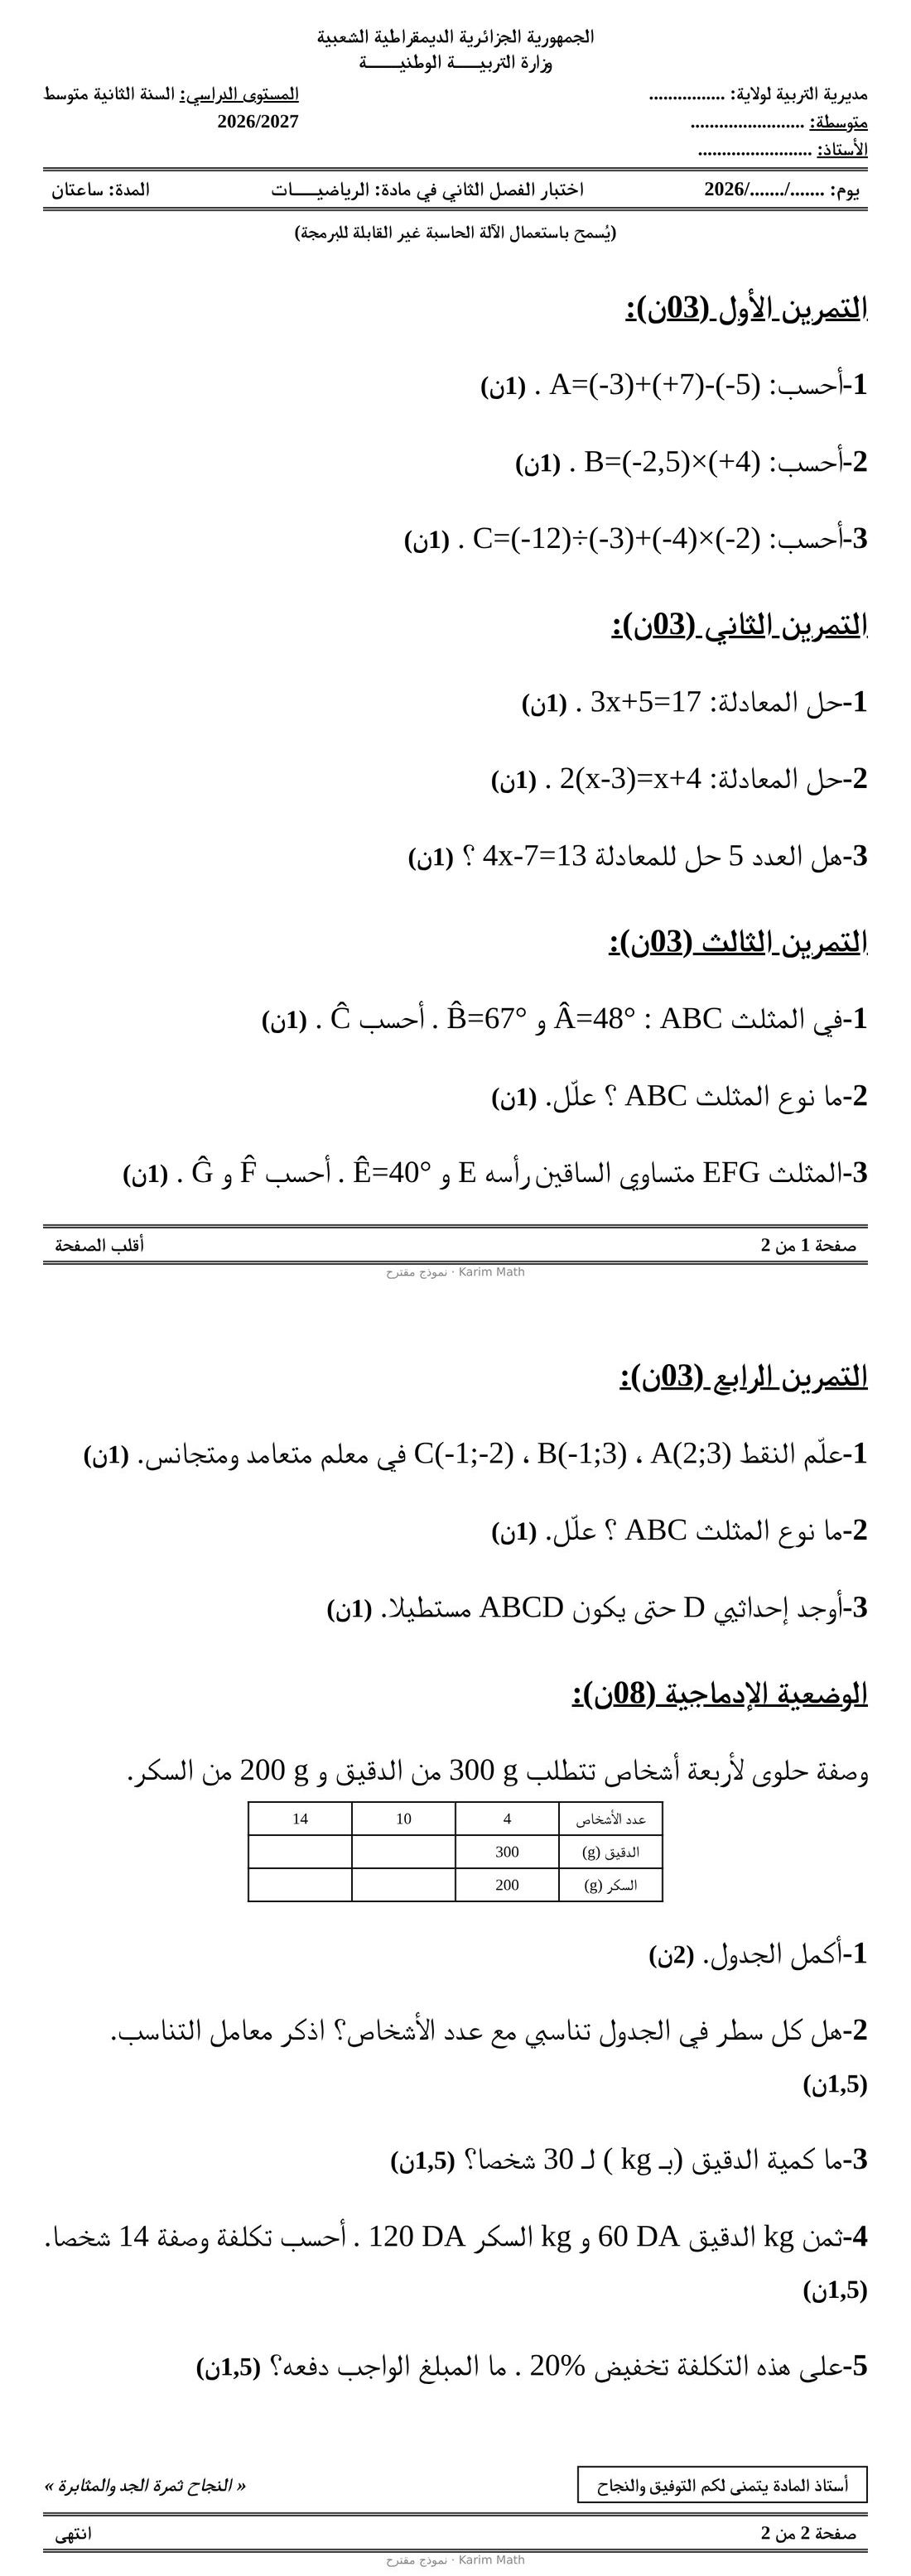 الجمهورية الجزائرية الديمقراطية الشعبية
وزارة التربيـــــة الوطنيـــــــة
مديرية التربية لولاية: ................
المستوى الدراسي: السنة الثانية متوسط
متوسطة: ........................
2026/2027
الأستاذ: ........................
يوم: ......./......./2026
اختبار الفصل الثاني في مادة: الرياضيـــــات
المدة: ساعتان
(يُسمح باستعمال الآلة الحاسبة غير القابلة للبرمجة)
التمرين الأول (03ن):
1-أحسب: A=(-3)+(+7)-(-5) . (1ن)
2-أحسب: B=(-2,5)×(+4) . (1ن)
3-أحسب: C=(-12)÷(-3)+(-4)×(-2) . (1ن)
التمرين الثاني (03ن):
1-حل المعادلة: 3x+5=17 . (1ن)
2-حل المعادلة: 2(x-3)=x+4 . (1ن)
3-هل العدد 5 حل للمعادلة 4x-7=13 ؟ (1ن)
التمرين الثالث (03ن):
1-في المثلث ABC : Â=48° و B̂=67° . أحسب Ĉ . (1ن)
2-ما نوع المثلث ABC ؟ علّل. (1ن)
3-المثلث EFG متساوي الساقين رأسه E و Ê=40° . أحسب F̂ و Ĝ . (1ن)
صفحة 1 من 2
أقلب الصفحة
نموذج مقترح · Karim Math
التمرين الرابع (03ن):
1-علّم النقط A(2;3) ، B(-1;3) ، C(-1;-2) في معلم متعامد ومتجانس. (1ن)
2-ما نوع المثلث ABC ؟ علّل. (1ن)
3-أوجد إحداثيي D حتى يكون ABCD مستطيلا. (1ن)
الوضعية الإدماجية (08ن):
وصفة حلوى لأربعة أشخاص تتطلب 300 g من الدقيق و 200 g من السكر.
عدد الأشخاص 4 10 14
الدقيق (g) 300
السكر (g) 200
1-أكمل الجدول. (2ن)
2-هل كل سطر في الجدول تناسبي مع عدد الأشخاص؟ اذكر معامل التناسب.
(1,5ن)
3-ما كمية الدقيق (بـ kg ) لـ 30 شخصا؟ (1,5ن)
4-ثمن kg الدقيق 60 DA و kg السكر 120 DA . أحسب تكلفة وصفة 14 شخصا.
(1,5ن)
5-على هذه التكلفة تخفيض 20% . ما المبلغ الواجب دفعه؟ (1,5ن)
أستاذ المادة يتمنى لكم التوفيق والنجاح
« النجاح ثمرة الجد والمثابرة »
صفحة 2 من 2
انتهى
نموذج مقترح · Karim Math